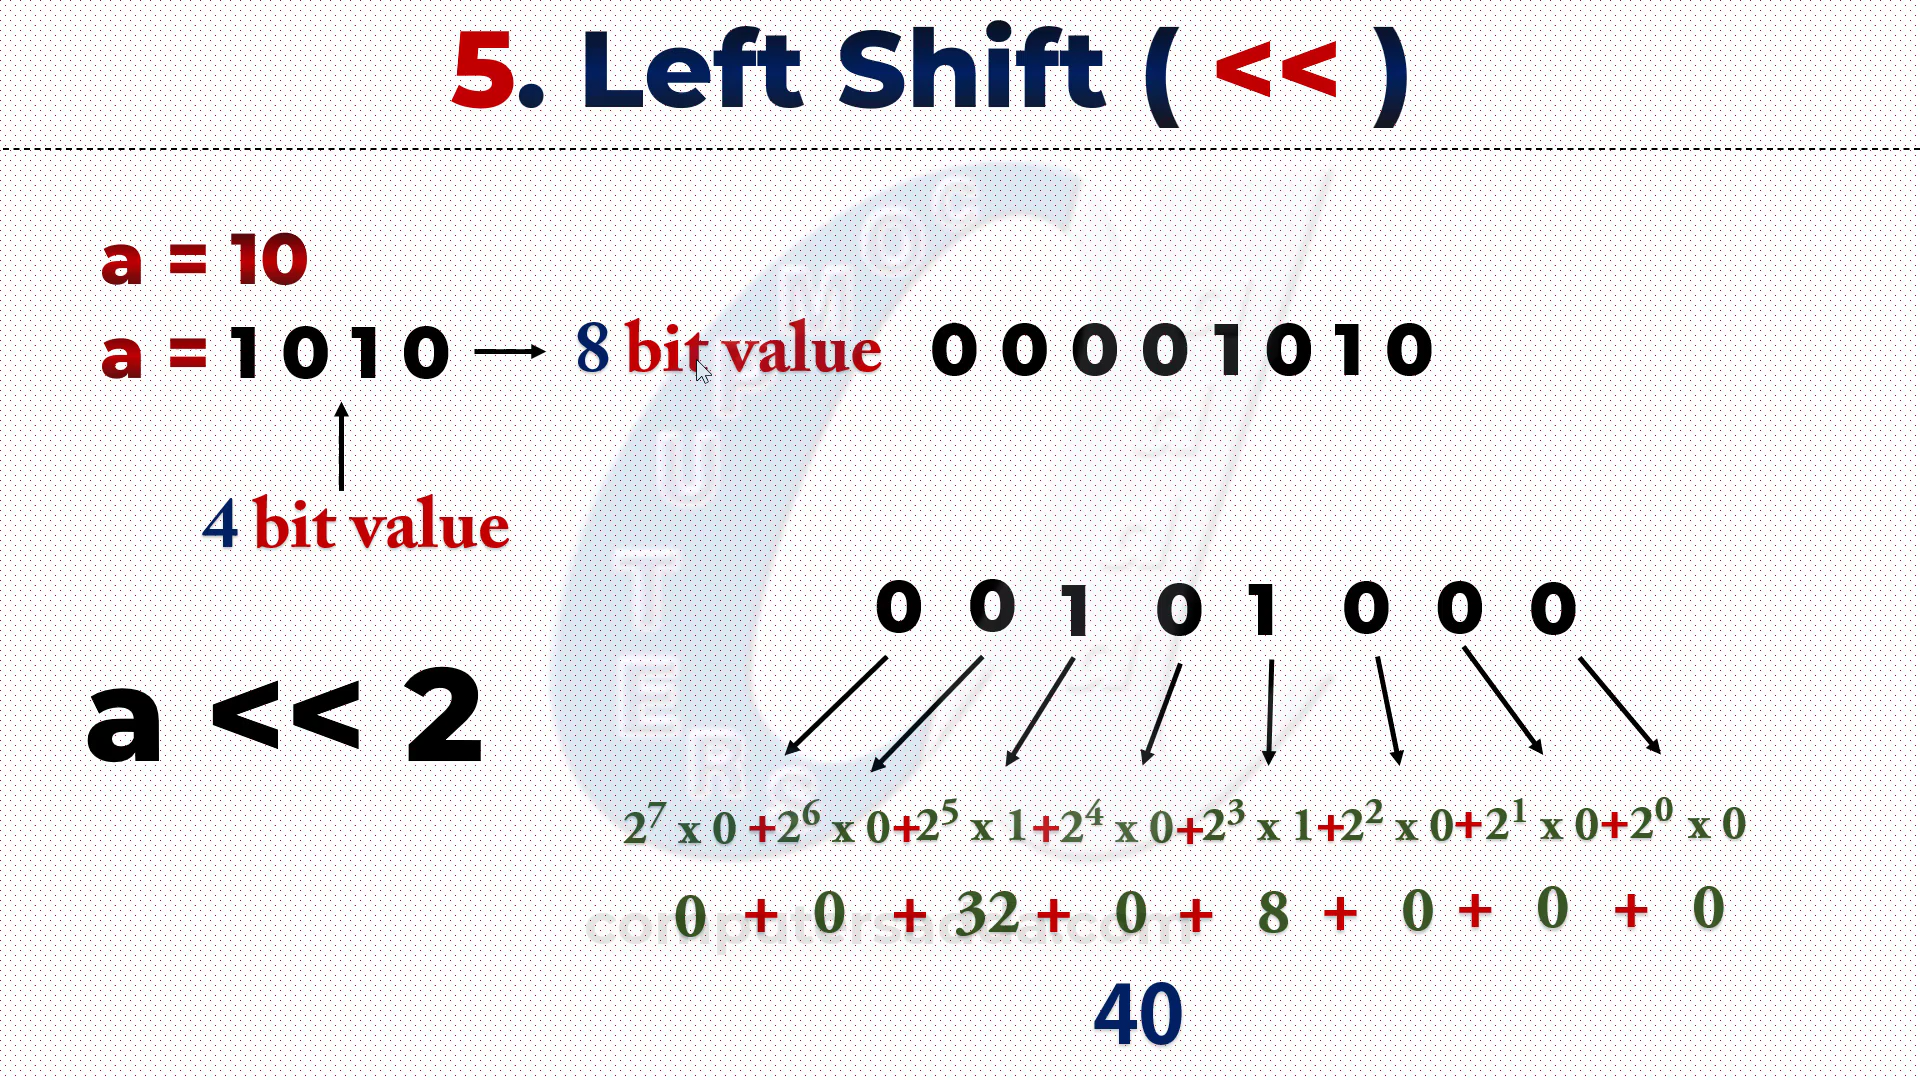 5. Left Shift ( << )
a = 10
a = 1 0 1 0 → 8 bit value 0 0 0 0 1 0 1 0
4 bit value
0 0 1 0 1 0 0 0
a << 2
2⁷ x 0 +2⁶ x 0+2⁵ x 1+2⁴ x 0+2³ x 1+2² x 0+2¹ x 0+2⁰ x 0
0 + 0 + 32 + 0 + 8 + 0 + 0 + 0
computersadda.com
40